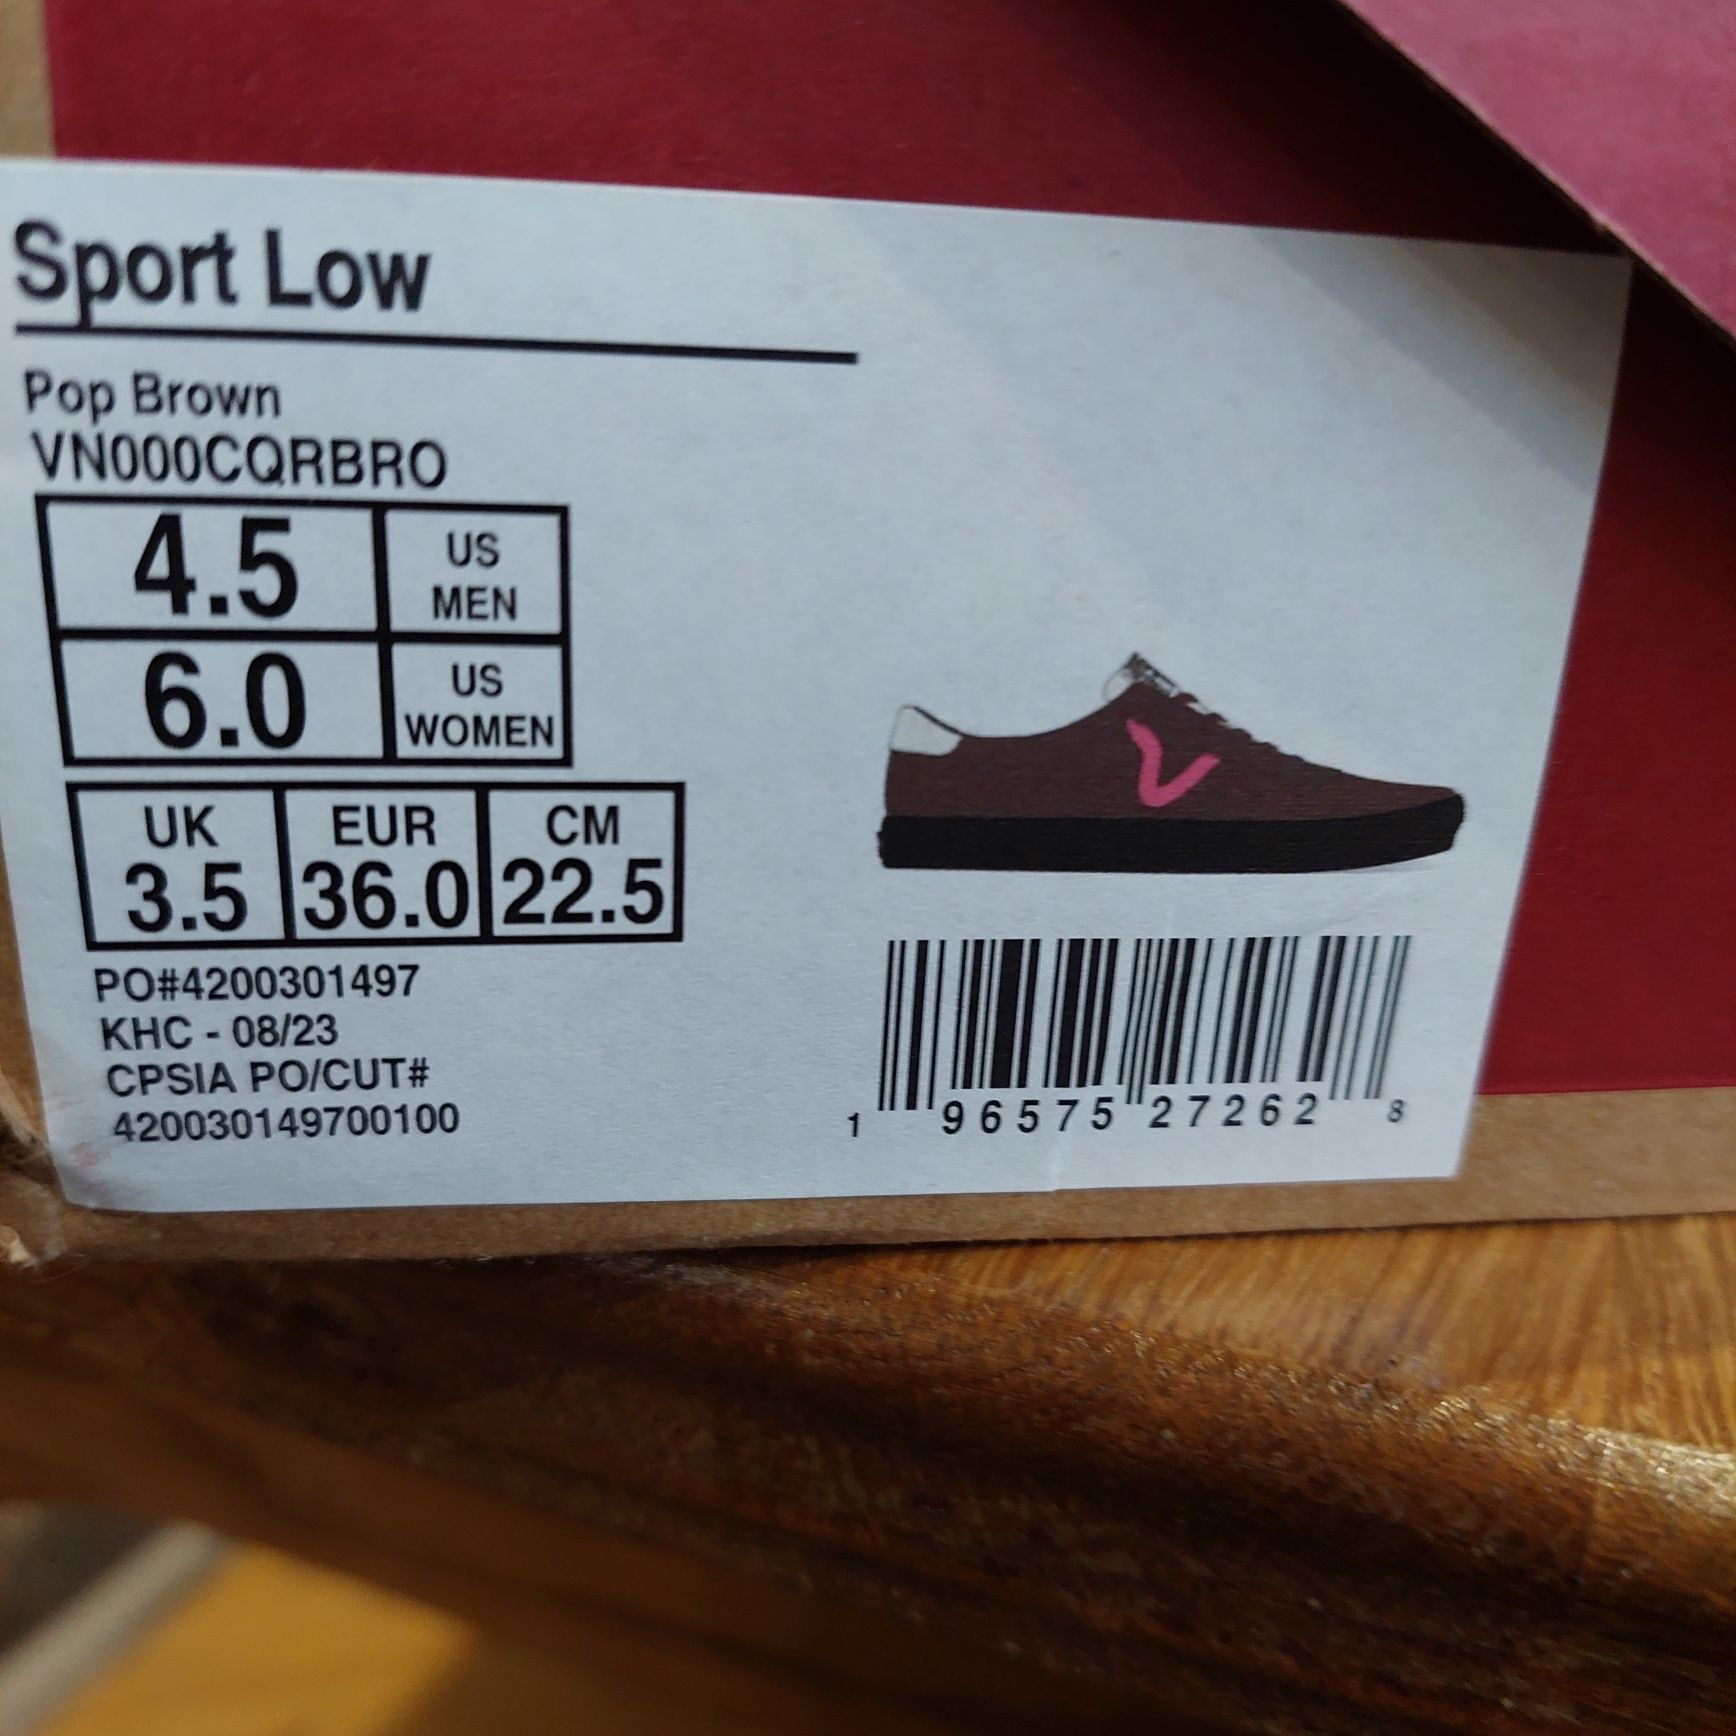 Sport Low
Pop Brown
VN000CQRBRO
4.5 US MEN
6.0 US WOMEN
UK EUR CM
3.5 36.0 22.5
PO#4200301497
KHC - 08/23
CPSIA PO/CUT#
420030149700100
1 96575 27262 8